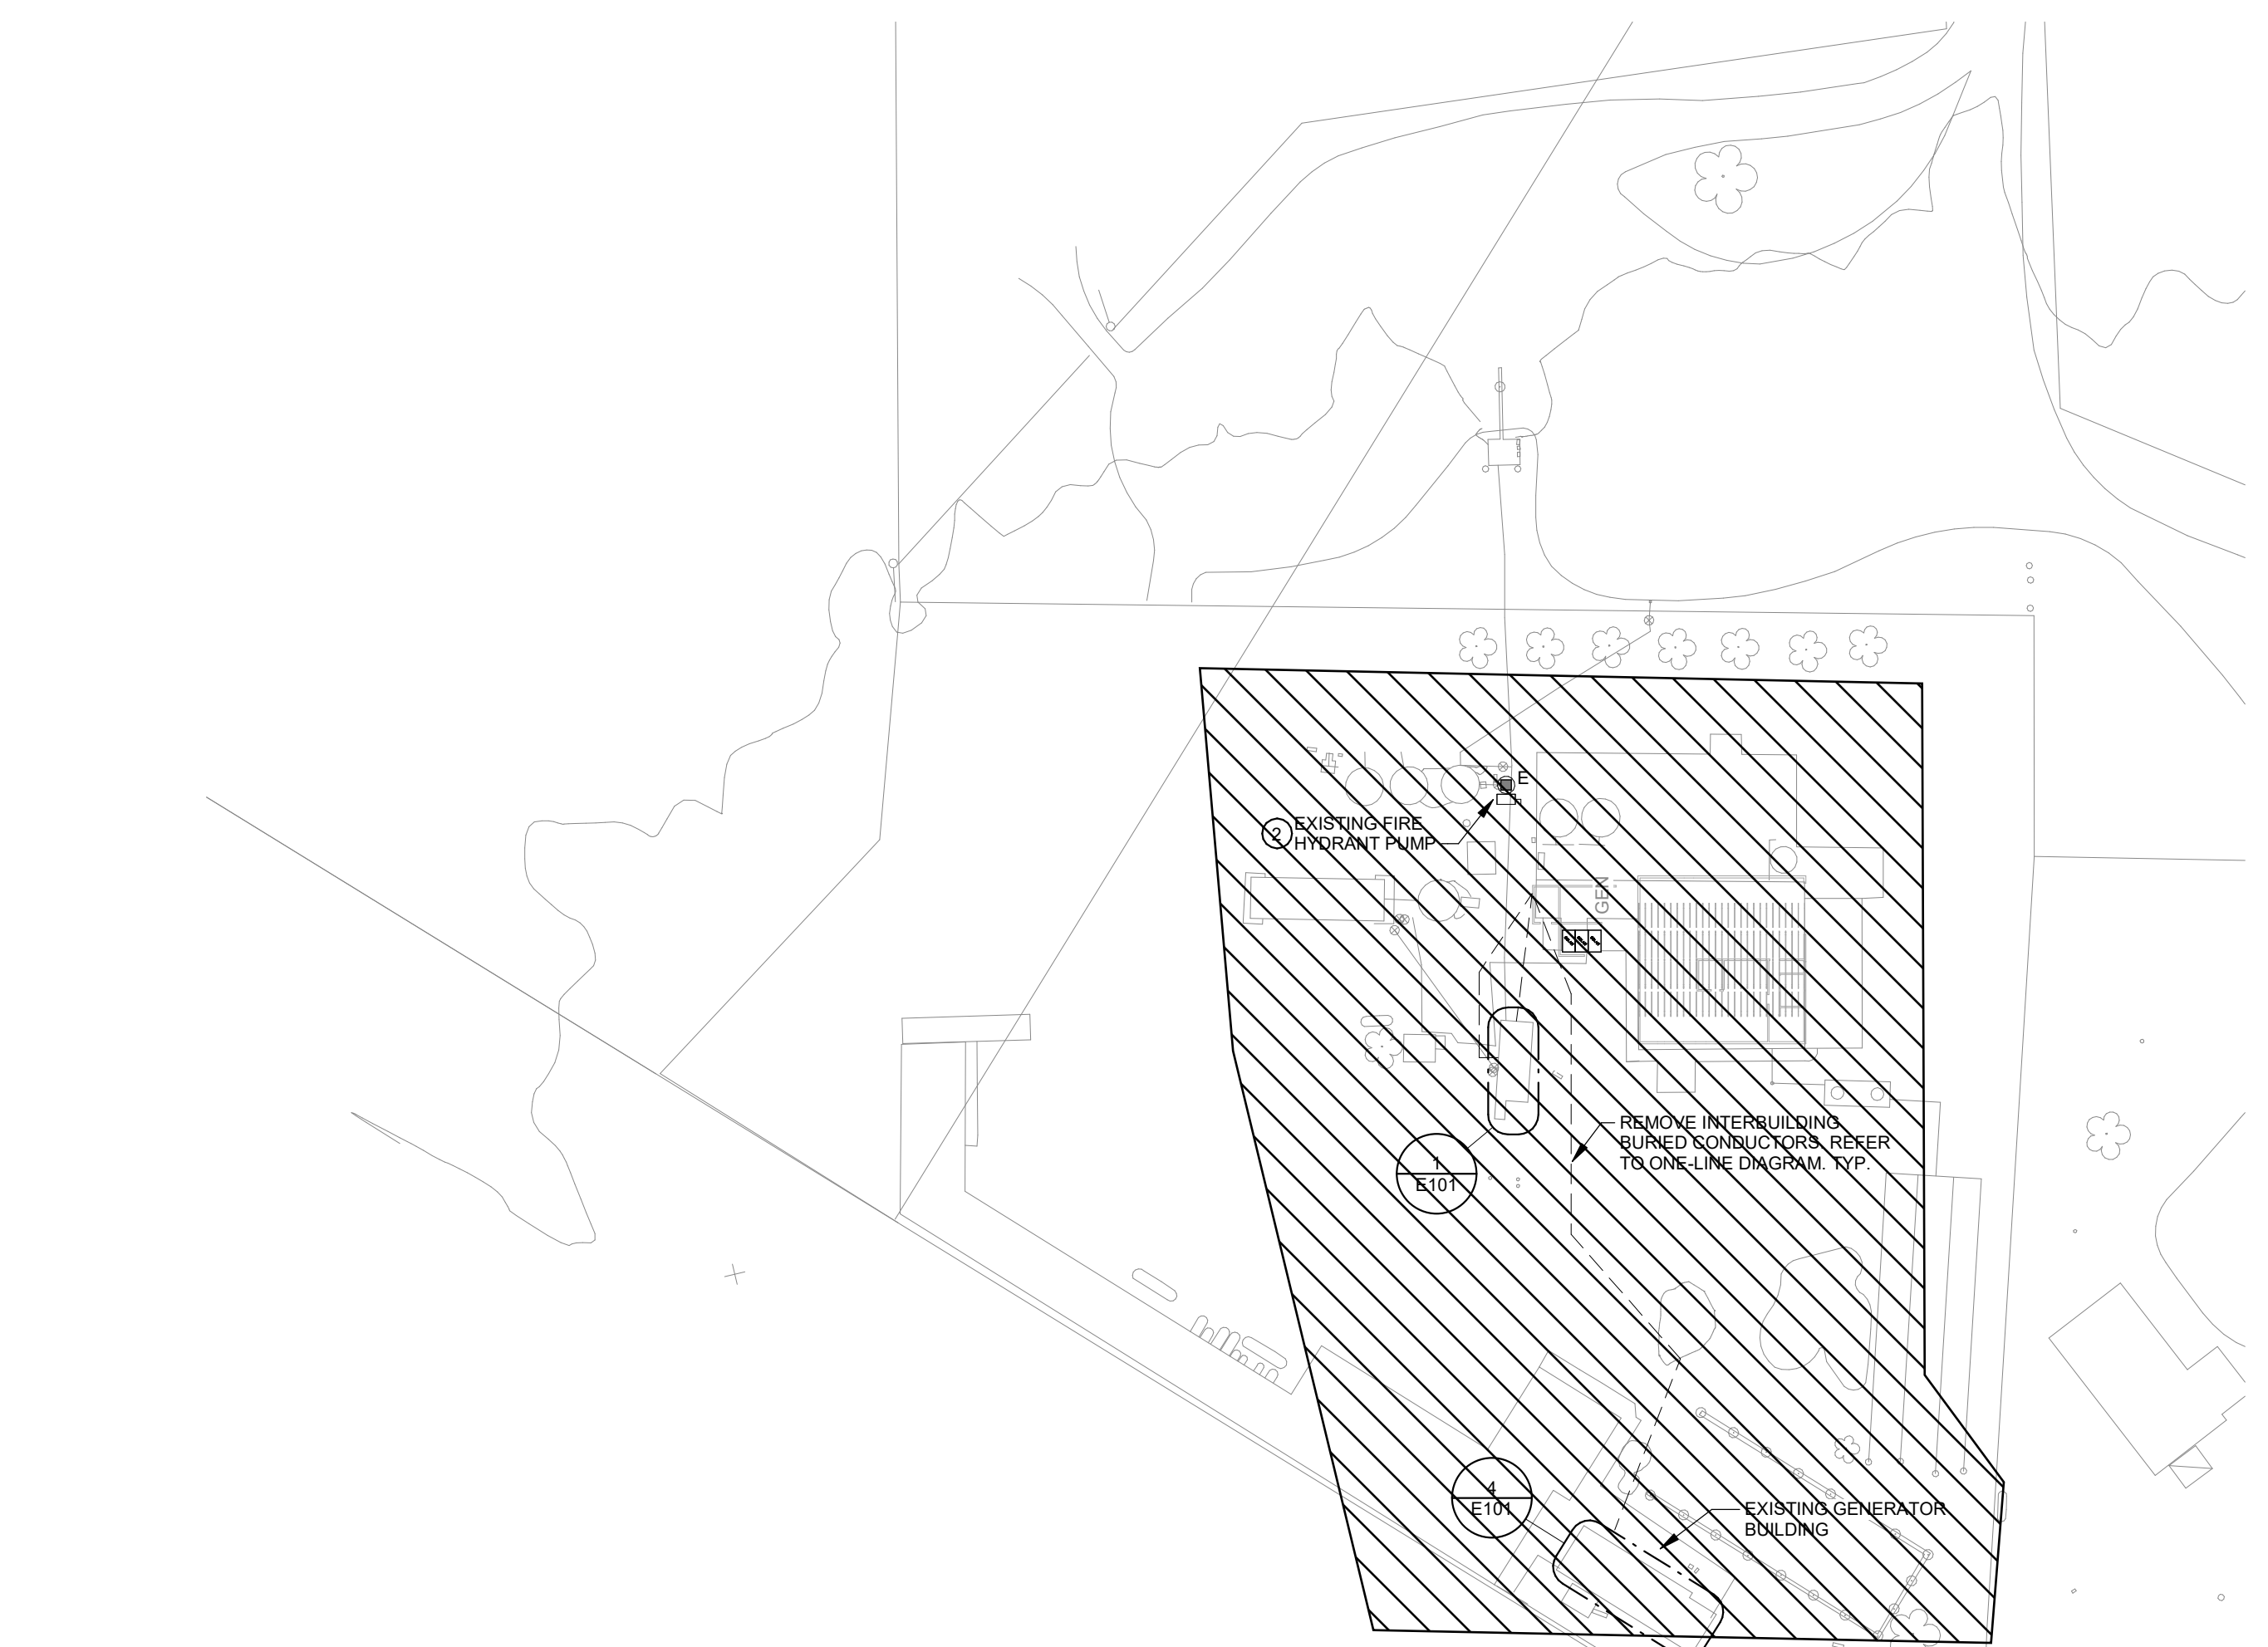 E
2
EXISTING FIRE
HYDRANT PUMP
GEN
REMOVE INTERBUILDING
BURIED CONDUCTORS. REFER
TO ONE-LINE DIAGRAM. TYP.
1
E101
4
E101
EXISTING GENERATOR
BUILDING